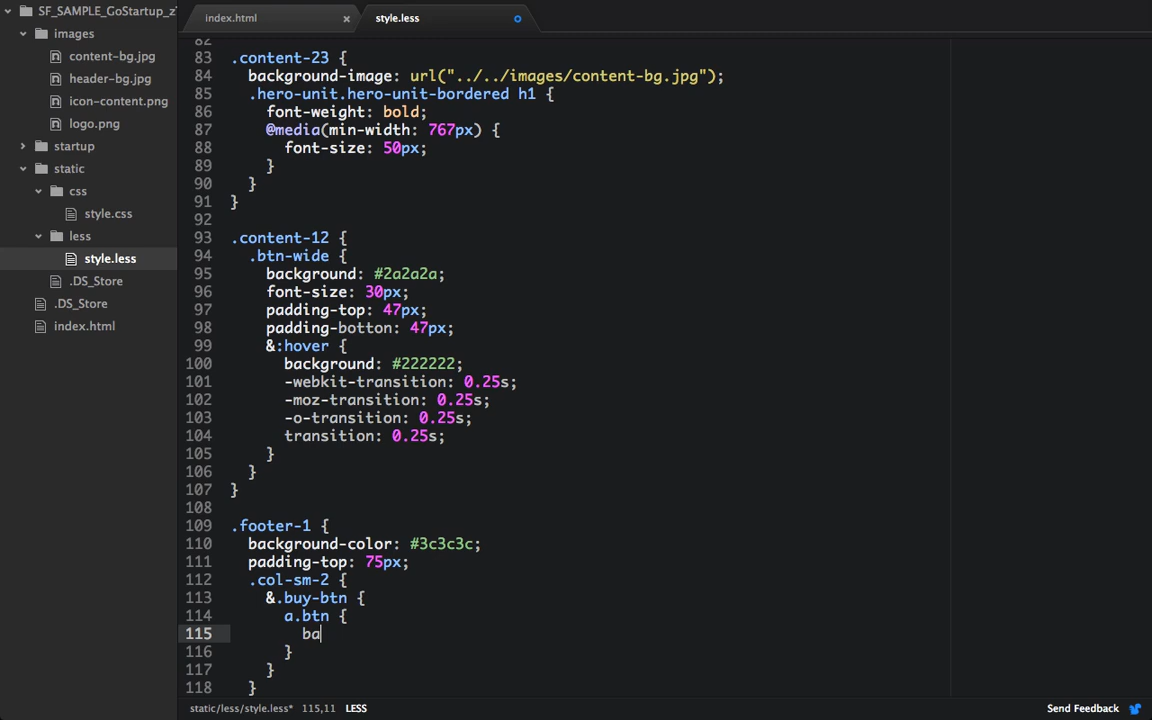 SF_SAMPLE_GoStartup_z
images
content-bg.jpg
header-bg.jpg
icon-content.png
logo.png
startup
static
css
style.css
less
style.less
.DS_Store
.DS_Store
index.html
index.html
style.less
82
83 .content-23 {
84 background-image: url("../../images/content-bg.jpg");
85 .hero-unit.hero-unit-bordered h1 {
86 font-weight: bold;
87 @media(min-width: 767px) {
88 font-size: 50px;
89 }
90 }
91 }
92
93 .content-12 {
94 .btn-wide {
95 background: #2a2a2a;
96 font-size: 30px;
97 padding-top: 47px;
98 padding-botton: 47px;
99 &:hover {
100 background: #222222;
101 -webkit-transition: 0.25s;
102 -moz-transition: 0.25s;
103 -o-transition: 0.25s;
104 transition: 0.25s;
105 }
106 }
107 }
108
109 .footer-1 {
110 background-color: #3c3c3c;
111 padding-top: 75px;
112 .col-sm-2 {
113 &.buy-btn {
114 a.btn {
115 ba
116 }
117 }
118 }
static/less/style.less* 115,11 LESS
Send Feedback